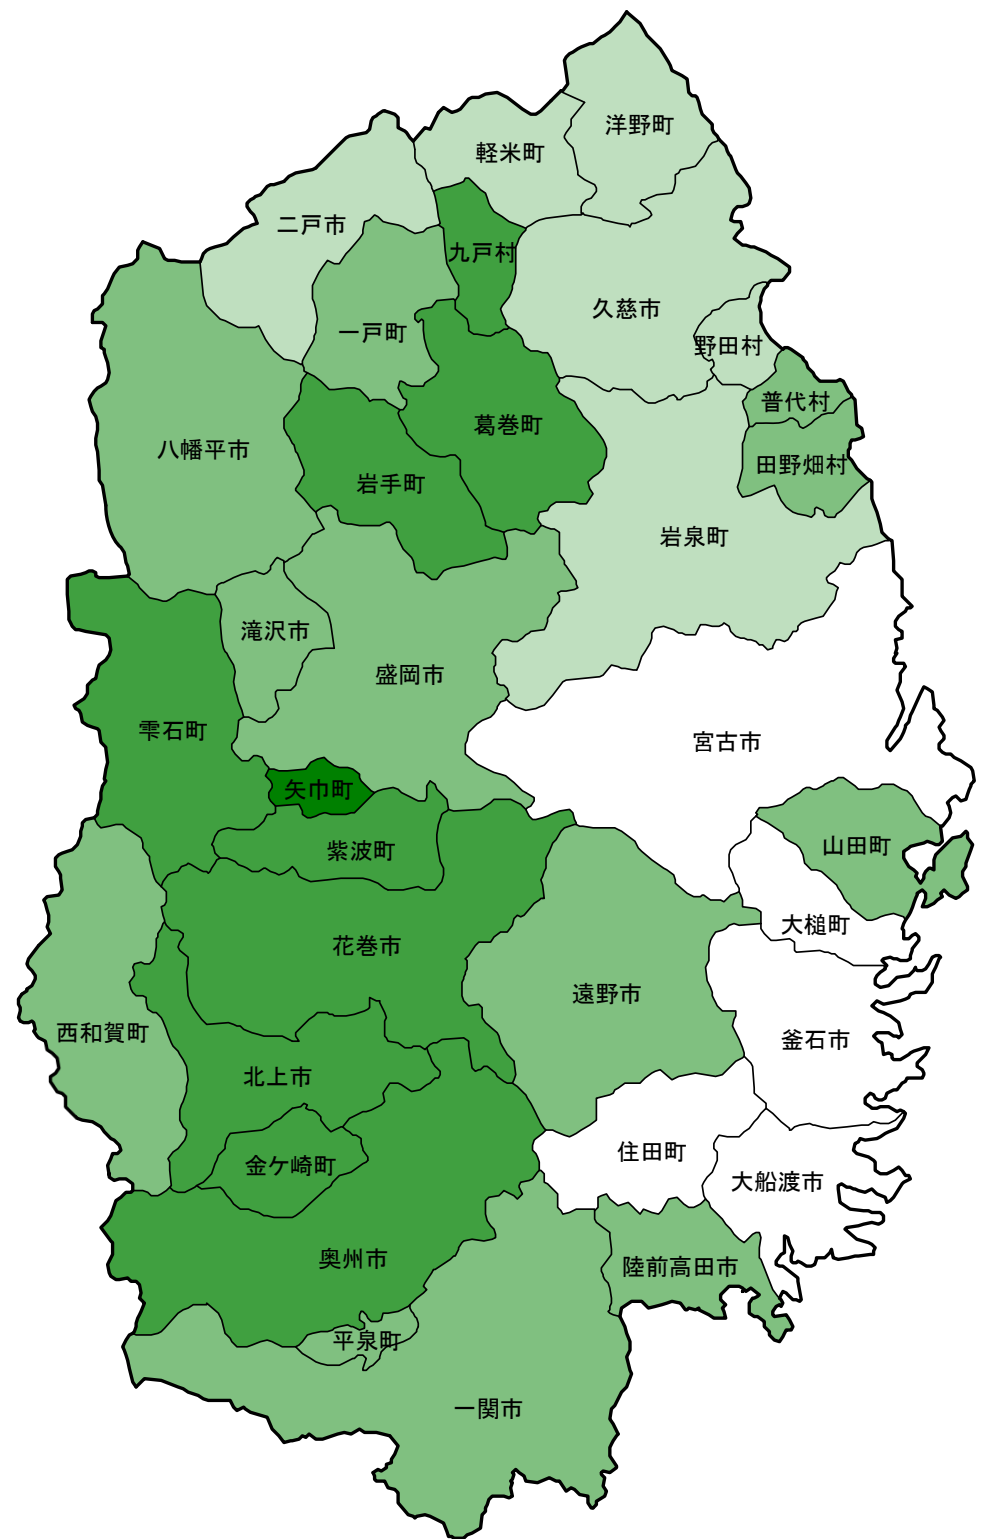 洋野町
軽米町
二戸市
九戸村
久慈市
一戸町
野田村
普代村
葛巻町
八幡平市
田野畑村
岩手町
岩泉町
滝沢市
盛岡市
雫石町
宮古市
矢巾町
山田町
紫波町
大槌町
花巻市
遠野市
西和賀町
釜石市
北上市
住田町
金ケ崎町
大船渡市
奥州市
陸前高田市
平泉町
一関市